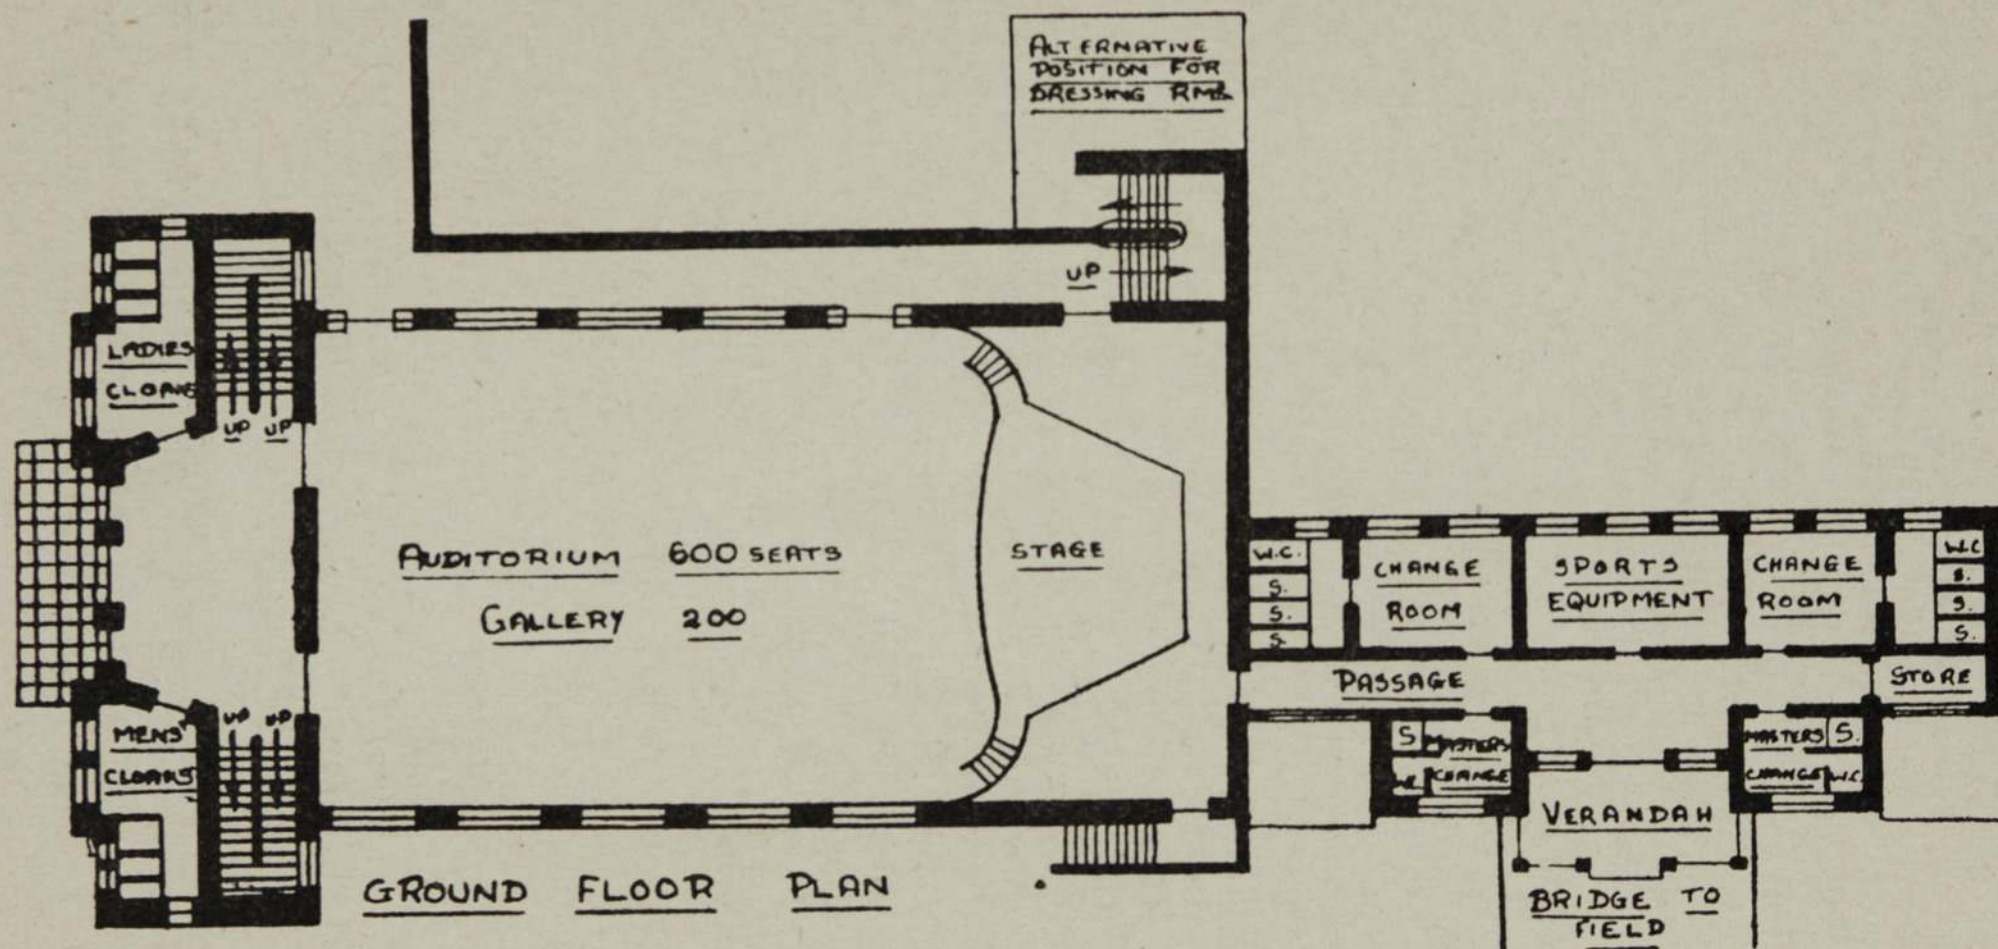 ALTERNATIVE
POSITION FOR
DRESSING RMS.
UP
LADIES
CLOAKS
UP UP
AUDITORIUM 600 SEATS
GALLERY 200
STAGE
W.C.
S.
S.
S.
CHANGE
ROOM
SPORTS
EQUIPMENT
CHANGE
ROOM
W.C
S.
S.
S.
PASSAGE
STORE
UP UP
MENS
CLOAKS
S
MASTERS
W.C.
CHANGE
MASTERS S.
CHANGE W.C.
VERANDAH
GROUND FLOOR PLAN
BRIDGE TO
FIELD